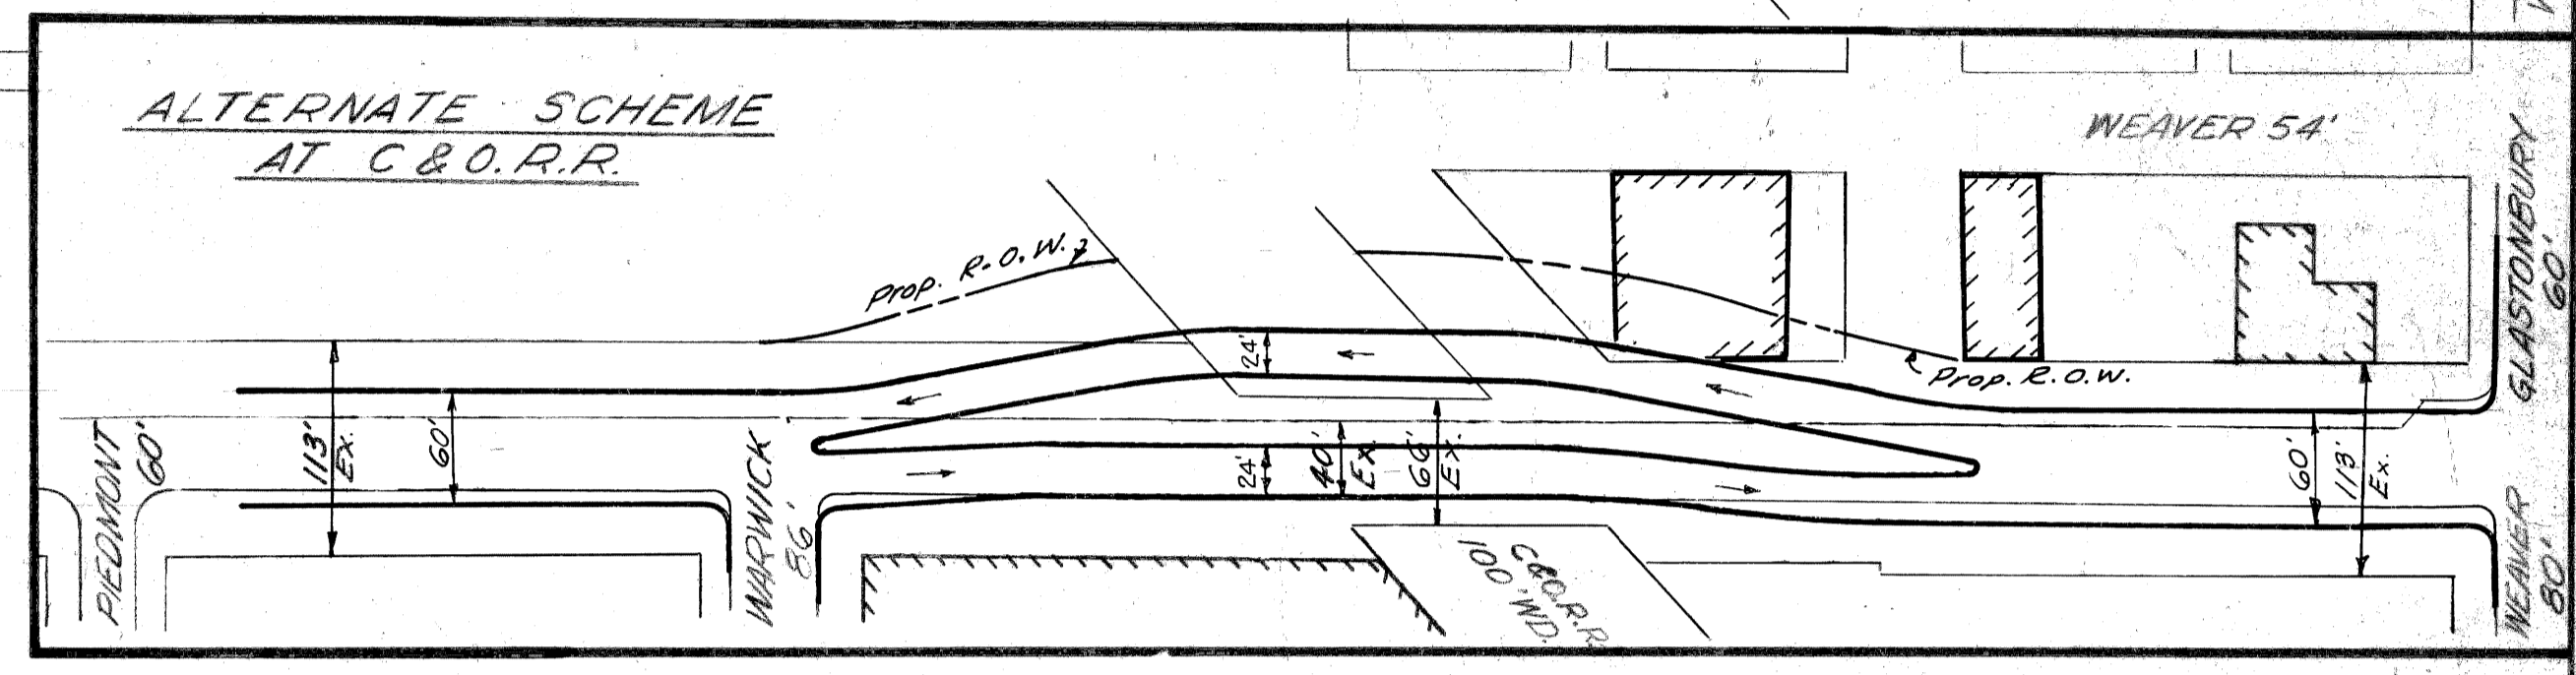 ALTERNATE SCHEME
AT C & O. R.R.
WEAVER 54'
GLASTONBURY
60'
Prop. R.O.W.
Prop. R.O.W.
24'
PIEDMONT
60'
113'
Ex.
60'
WARWICK
86'
24'
40'
Ex.
66'
Ex.
60'
113'
Ex.
C&O.R.R.
100' WD.
WEAVER
80'